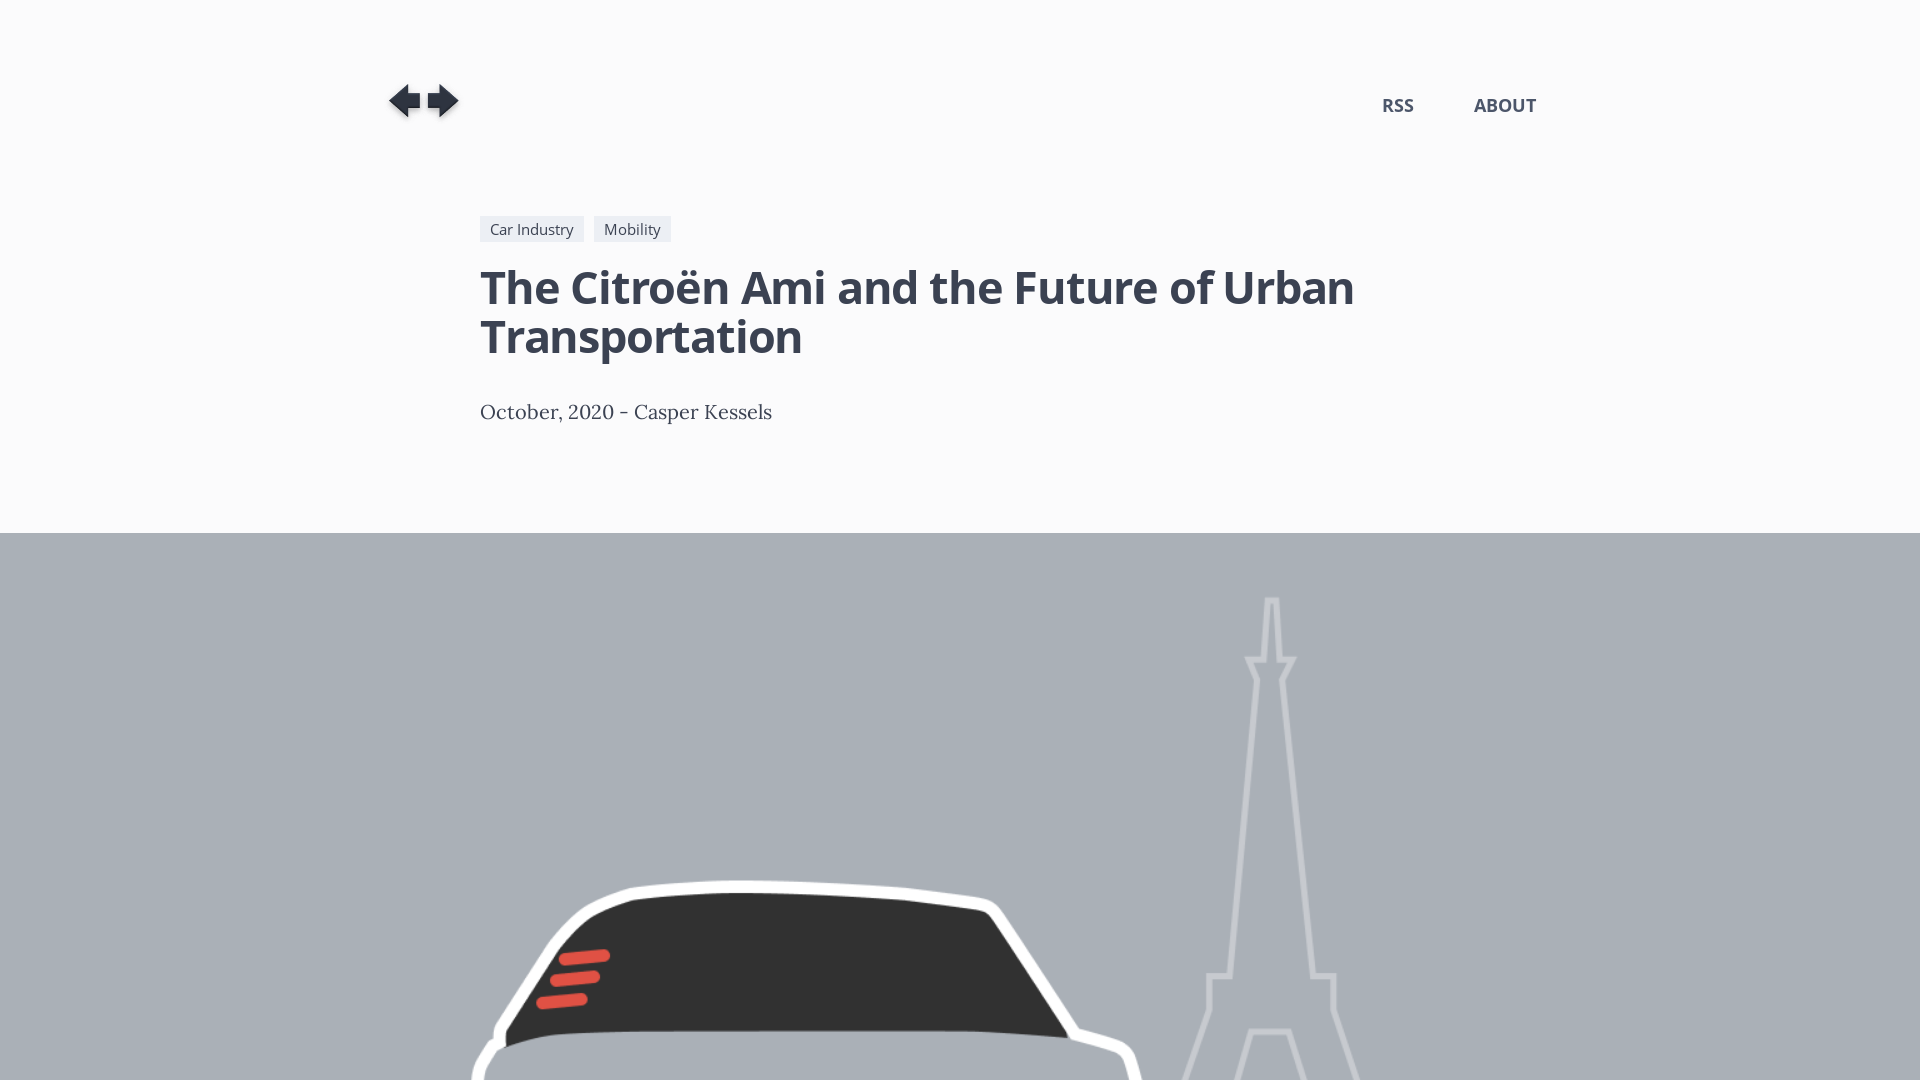 RSS ABOUT
Car Industry Mobility
The Citroën Ami and the Future of Urban
Transportation
October, 2020 - Casper Kessels